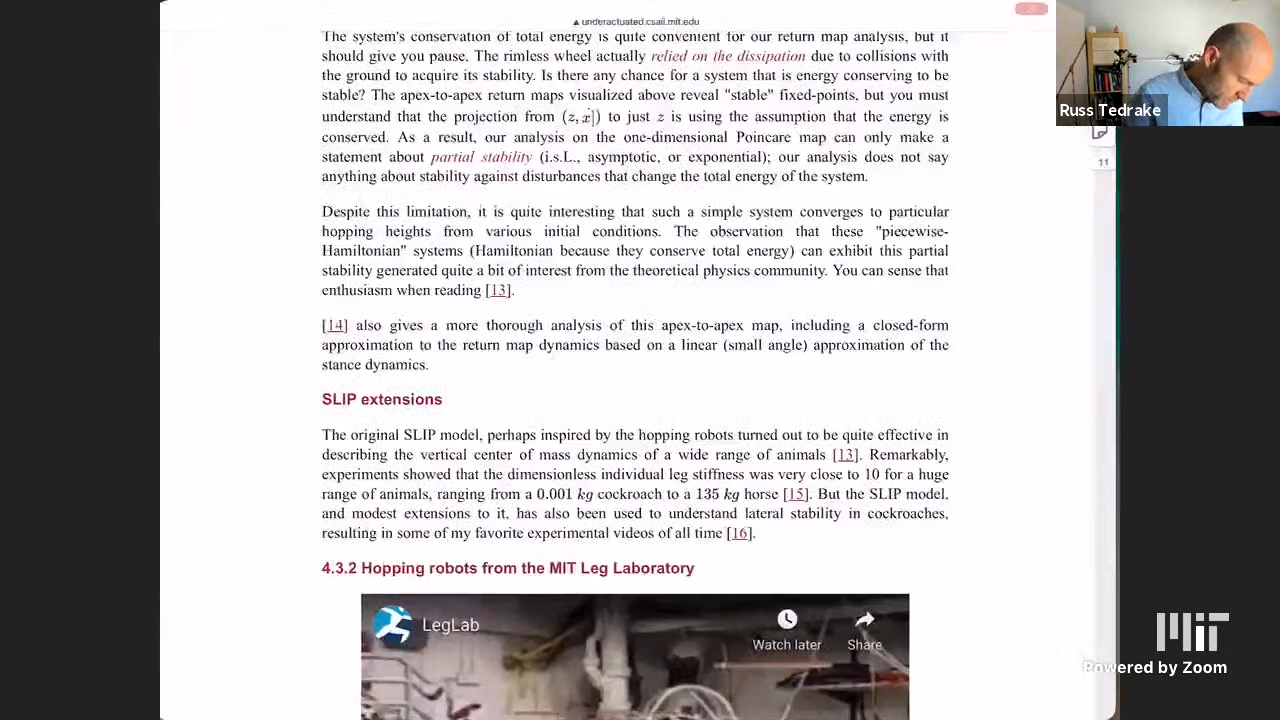 underactuated.csail.mit.edu
The system's conservation of total energy is quite convenient for our return map analysis, but it
should give you pause. The rimless wheel actually relied on the dissipation due to collisions with
the ground to acquire its stability. Is there any chance for a system that is energy conserving to be
stable? The apex-to-apex return maps visualized above reveal "stable" fixed-points, but you must
understand that the projection from (z, ẋ) to just z is using the assumption that the energy is
conserved. As a result, our analysis on the one-dimensional Poincare map can only make a
statement about partial stability (i.s.L., asymptotic, or exponential); our analysis does not say
anything about stability against disturbances that change the total energy of the system.
Despite this limitation, it is quite interesting that such a simple system converges to particular
hopping heights from various initial conditions. The observation that these "piecewise-
Hamiltonian" systems (Hamiltonian because they conserve total energy) can exhibit this partial
stability generated quite a bit of interest from the theoretical physics community. You can sense that
enthusiasm when reading [13].
[14] also gives a more thorough analysis of this apex-to-apex map, including a closed-form
approximation to the return map dynamics based on a linear (small angle) approximation of the
stance dynamics.
SLIP extensions
The original SLIP model, perhaps inspired by the hopping robots turned out to be quite effective in
describing the vertical center of mass dynamics of a wide range of animals [13]. Remarkably,
experiments showed that the dimensionless individual leg stiffness was very close to 10 for a huge
range of animals, ranging from a 0.001 kg cockroach to a 135 kg horse [15]. But the SLIP model,
and modest extensions to it, has also been used to understand lateral stability in cockroaches,
resulting in some of my favorite experimental videos of all time [16].
4.3.2 Hopping robots from the MIT Leg Laboratory
LegLab
Watch later
Share
Russ Tedrake
11
MIT
Powered by Zoom